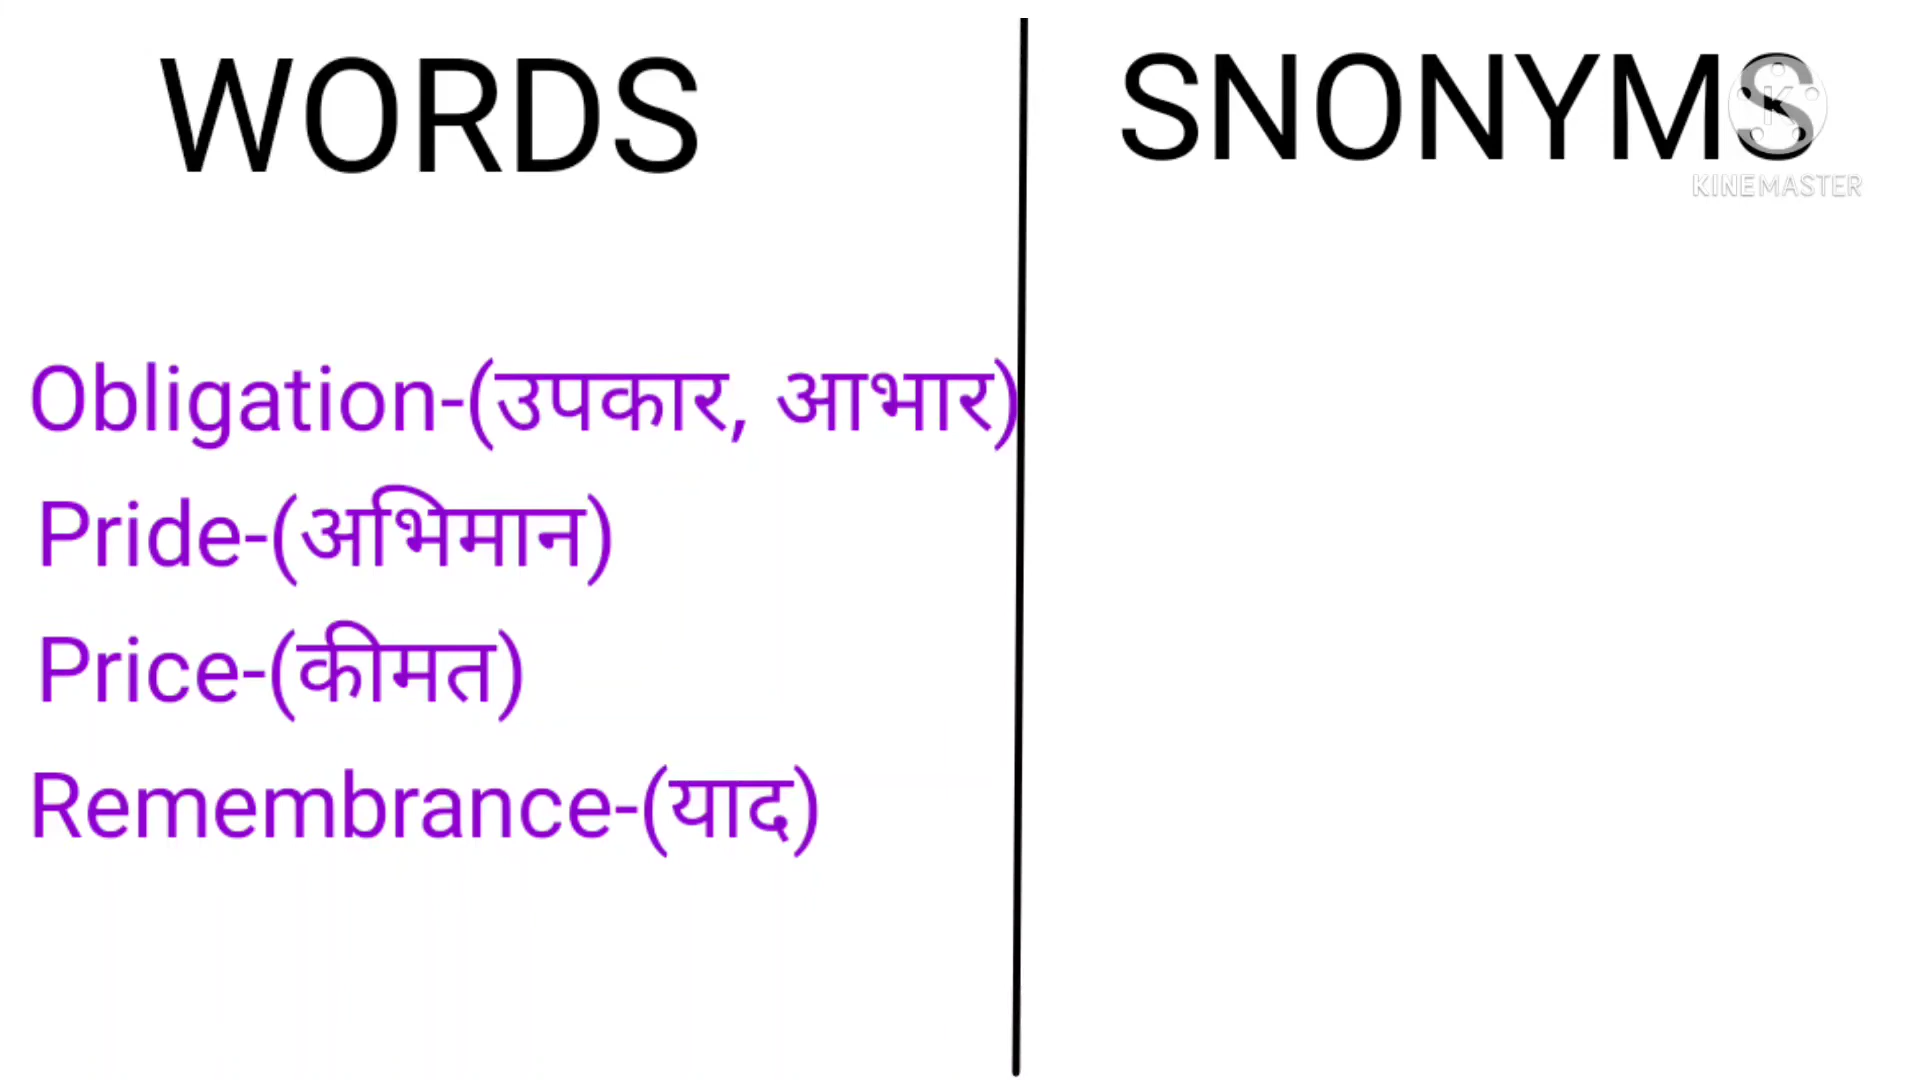 WORDS
SNONYMS
KINEMASTER
Obligation-(उपकार, आभार)
Pride-(अभिमान)
Price-(कीमत)
Remembrance-(याद)